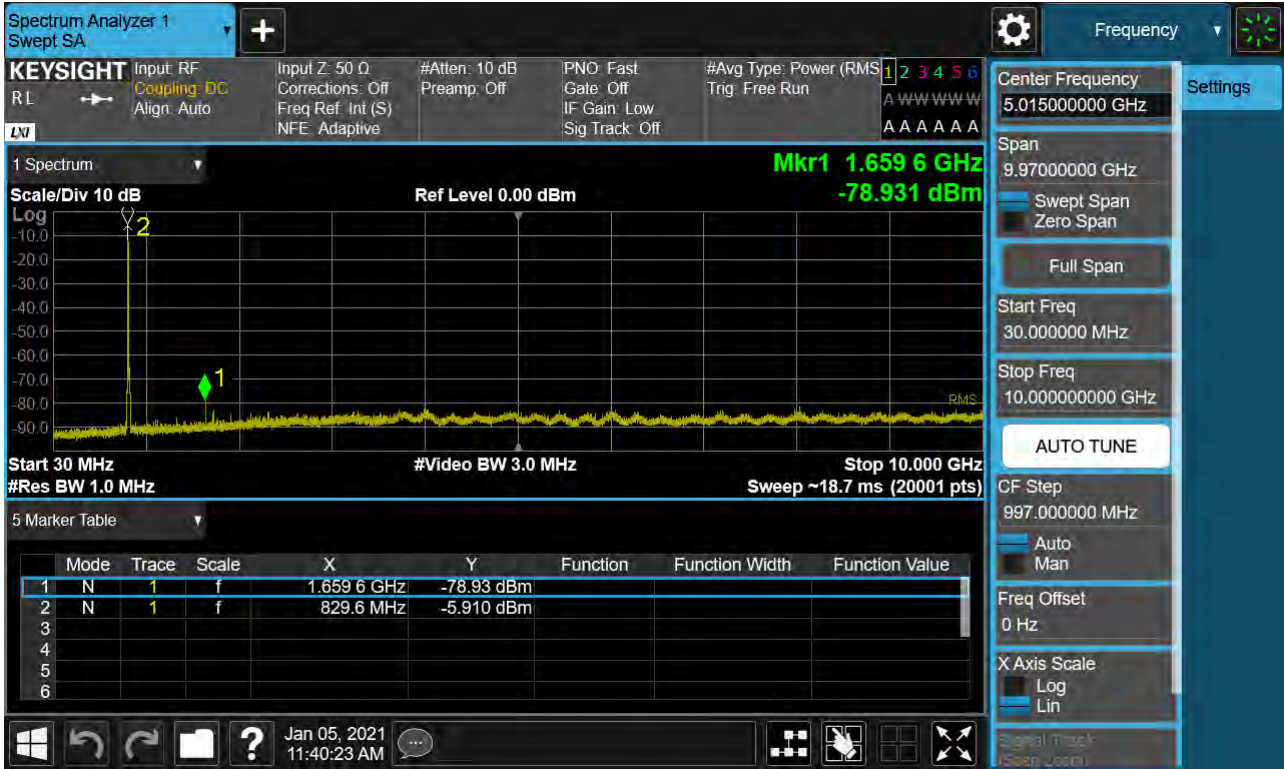 Spectrum Analyzer 1
Swept SA
Frequency
KEYSIGHT
R L
LXI
Input: RF
Coupling: DC
Align: Auto
Input Z: 50 Ω
Corrections: Off
Freq Ref: Int (S)
NFE: Adaptive
#Atten: 10 dB
Preamp: Off
PNO: Fast
Gate: Off
IF Gain: Low
Sig Track: Off
#Avg Type: Power (RMS
Trig: Free Run
1 2 3 4 5 6
A W W W W W
A A A A A A
Center Frequency
5.015000000 GHz
Settings
Span
9.97000000 GHz
Swept Span
Zero Span
Full Span
Start Freq
30.000000 MHz
Stop Freq
10.000000000 GHz
AUTO TUNE
CF Step
997.000000 MHz
Auto
Man
Freq Offset
0 Hz
X Axis Scale
Log
Lin
Signal Track
(Span Zoom)
1 Spectrum
Mkr1 1.659 6 GHz
-78.931 dBm
Scale/Div 10 dB
Ref Level 0.00 dBm
Log
-10.0
-20.0
-30.0
-40.0
-50.0
-60.0
-70.0
-80.0
-90.0
2
1
RMS
Start 30 MHz
#Video BW 3.0 MHz
Stop 10.000 GHz
#Res BW 1.0 MHz
Sweep ~18.7 ms (20001 pts)
5 Marker Table
Mode Trace Scale X Y Function Function Width Function Value
1 N 1 f 1.659 6 GHz -78.93 dBm
2 N 1 f 829.6 MHz -5.910 dBm
3
4
5
6
?
Jan 05, 2021
11:40:23 AM